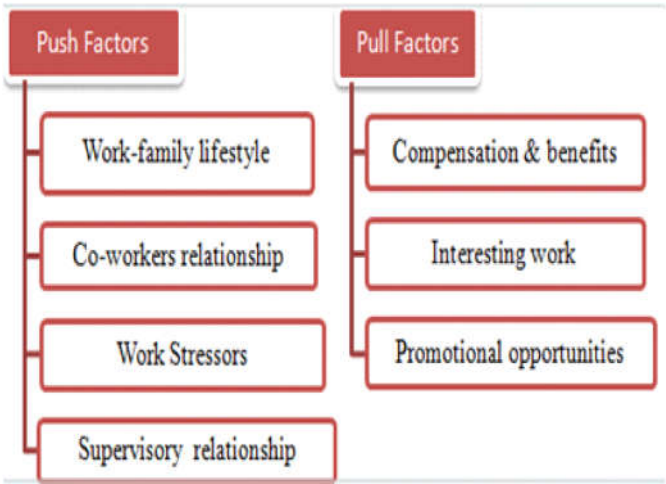 Push Factors
Work-family lifestyle
Co-workers relationship
Work Stressors
Supervisory relationship
Pull Factors
Compensation & benefits
Interesting work
Promotional opportunities